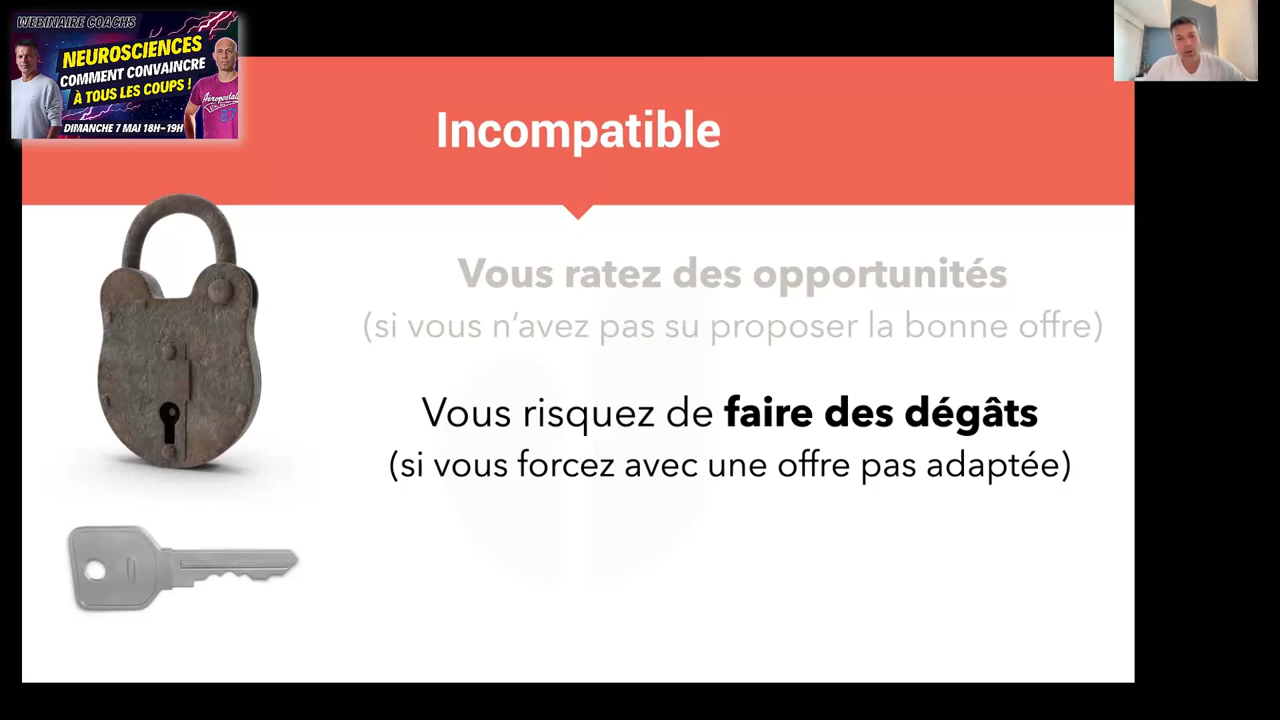 WEBINAIRE COACHS
NEUROSCIENCES
COMMENT CONVAINCRE
À TOUS LES COUPS !
Aéropostale
87
DIMANCHE 7 MAI 18H-19H
Incompatible
Vous ratez des opportunités
(si vous n’avez pas su proposer la bonne offre)
Vous risquez de faire des dégâts
(si vous forcez avec une offre pas adaptée)